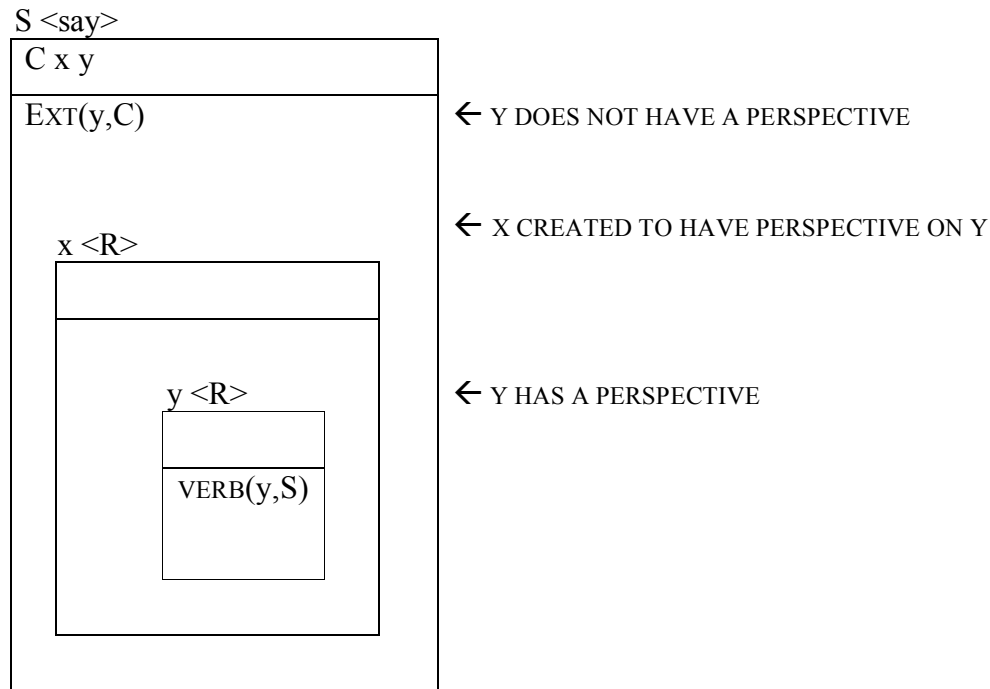 S <say>
C x y
EXT(y,C)
← Y DOES NOT HAVE A PERSPECTIVE
← X CREATED TO HAVE PERSPECTIVE ON Y
x <R>
y <R>
← Y HAS A PERSPECTIVE
VERB(y,S)